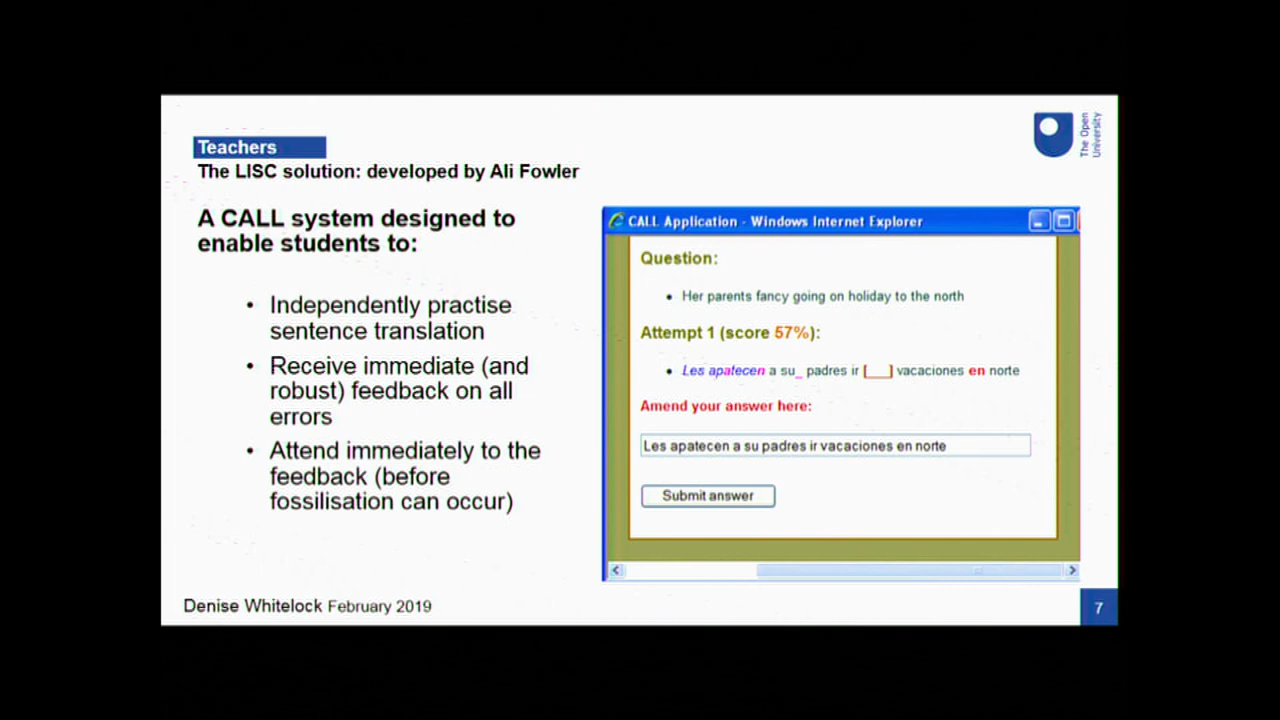 Teachers
The LISC solution: developed by Ali Fowler
The Open
University
A CALL system designed to
enable students to:
• Independently practise
sentence translation
• Receive immediate (and
robust) feedback on all
errors
• Attend immediately to the
feedback (before
fossilisation can occur)
CALL Application - Windows Internet Explorer
Question:
• Her parents fancy going on holiday to the north
Attempt 1 (score 57%):
• Les apatecen a su_ padres ir [___] vacaciones en norte
Amend your answer here:
Les apatecen a su padres ir vacaciones en norte
Submit answer
Denise Whitelock February 2019
7